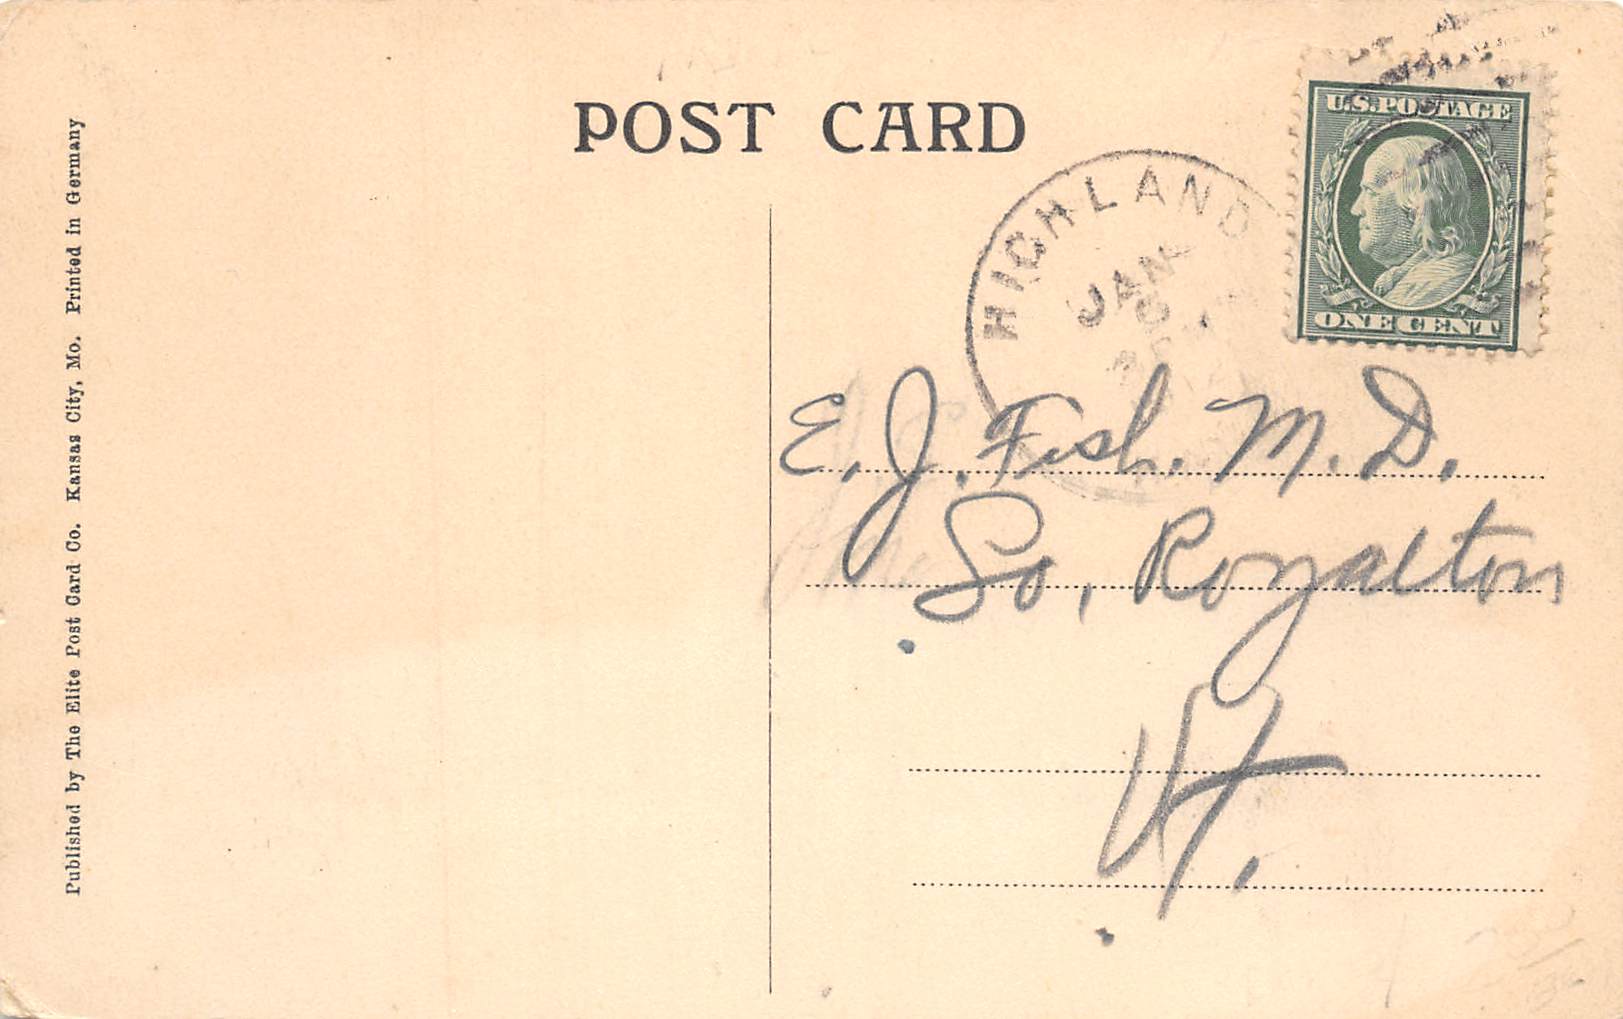 POST CARD
U.S.POSTAGE
ONE CENT
HIGHLAND
JAN
E. J. Fish. M. D.
So, Royalton
Vt.
Published by The Elite Post Card Co. Kansas City, Mo. Printed in Germany